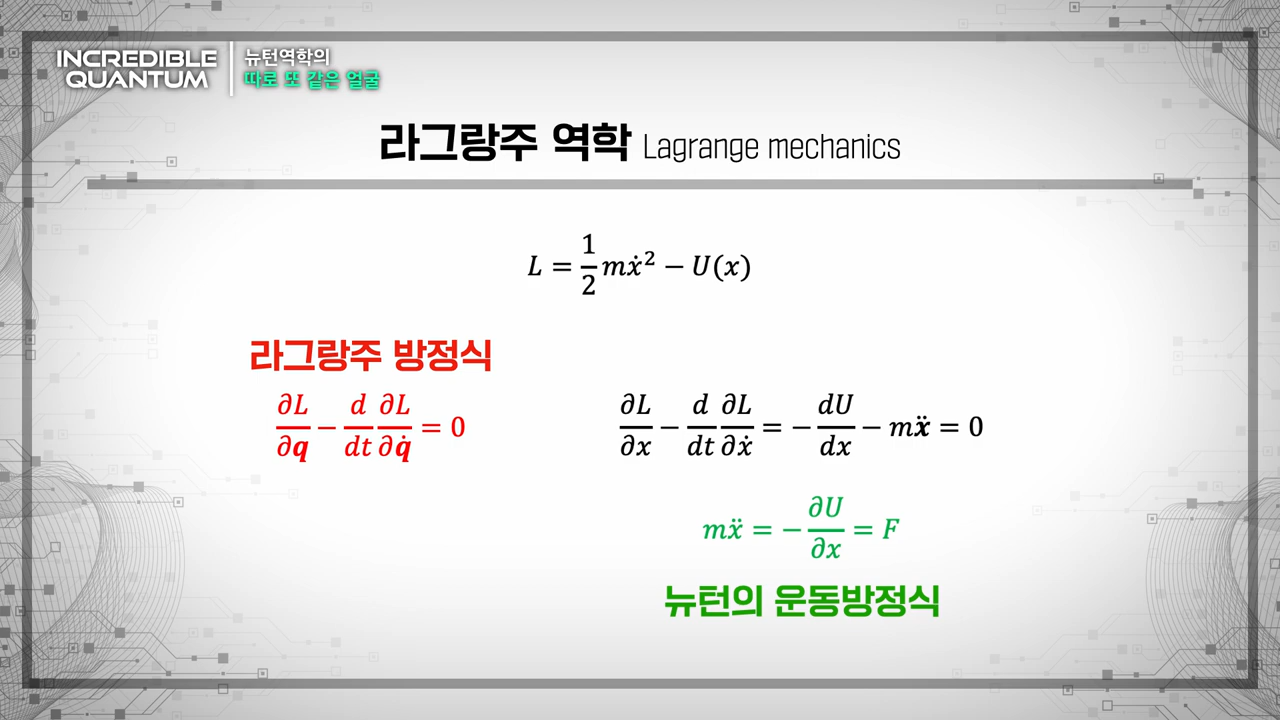 INCREDIBLE
QUANTUM
뉴턴역학의
따로 또 같은 얼굴
라그랑주 역학 Lagrange mechanics
L = 1/2 mẋ² − U(x)
라그랑주 방정식
∂L/∂q − d/dt ∂L/∂q̇ = 0
∂L/∂x − d/dt ∂L/∂ẋ = − dU/dx − mẍ = 0
mẍ = − ∂U/∂x = F
뉴턴의 운동방정식